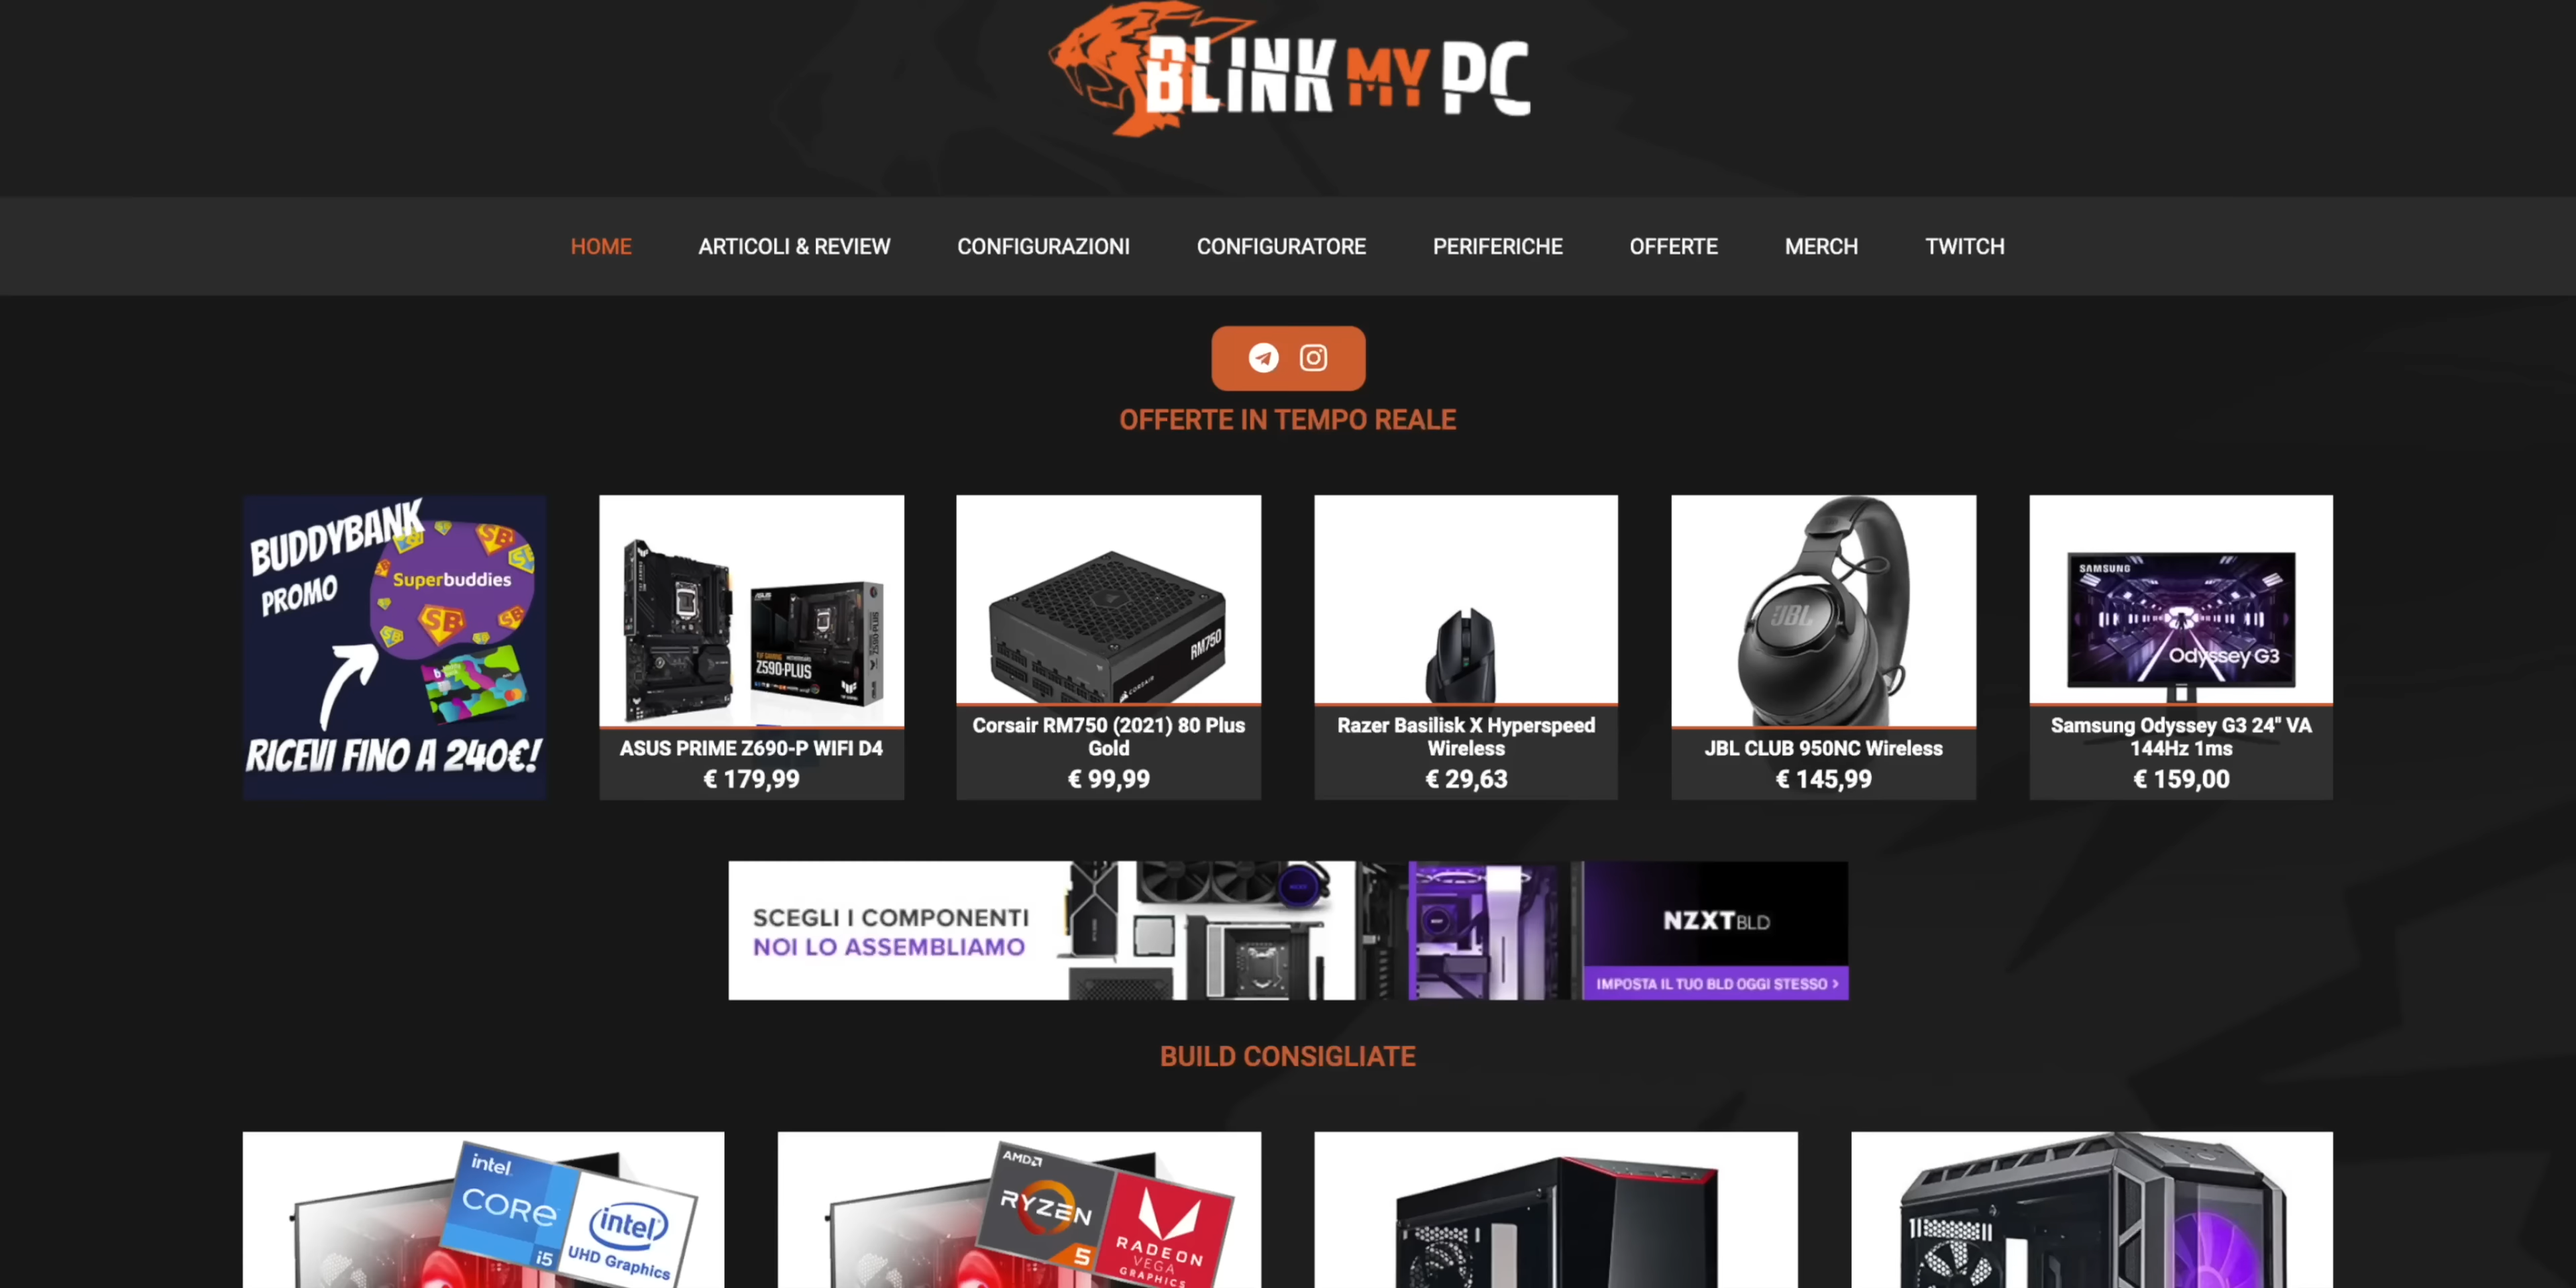 BLINK MY PC
HOME ARTICOLI & REVIEW CONFIGURAZIONI CONFIGURATORE PERIFERICHE OFFERTE MERCH TWITCH
OFFERTE IN TEMPO REALE
BUDDYBANK
PROMO
Superbuddies
SB
RICEVI FINO A 240€!
ASUS
Z590-PLUS
ASUS PRIME Z690-P WIFI D4
€ 179,99
RM750
CORSAIR
Corsair RM750 (2021) 80 Plus
Gold
€ 99,99
Razer Basilisk X Hyperspeed
Wireless
€ 29,63
JBL
JBL CLUB 950NC Wireless
€ 145,99
SAMSUNG
Odyssey G3
Samsung Odyssey G3 24" VA
144Hz 1ms
€ 159,00
SCEGLI I COMPONENTI
NOI LO ASSEMBLIAMO
NZXT BLD
IMPOSTA IL TUO BLD OGGI STESSO >
BUILD CONSIGLIATE
intel
CORE
i5
intel
UHD Graphics
AMD
RYZEN
5
RADEON
VEGA
GRAPHICS